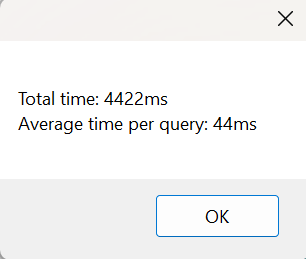 Total time: 4422ms
Average time per query: 44ms
OK